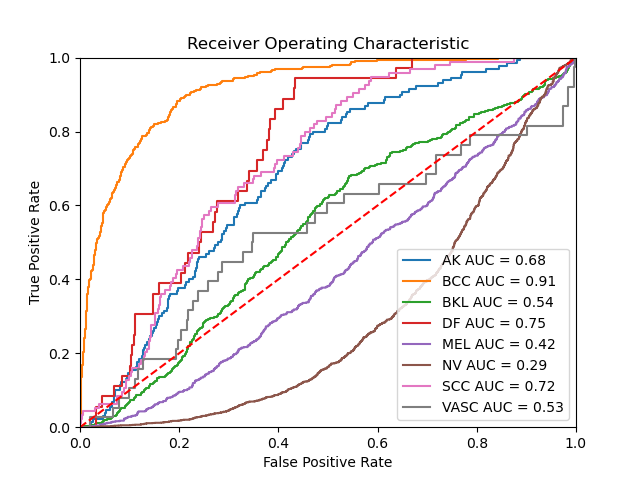 Receiver Operating Characteristic
True Positive Rate
1.0
0.8
0.6
0.4
0.2
0.0
AK AUC = 0.68
BCC AUC = 0.91
BKL AUC = 0.54
DF AUC = 0.75
MEL AUC = 0.42
NV AUC = 0.29
SCC AUC = 0.72
VASC AUC = 0.53
0.0 0.2 0.4 0.6 0.8 1.0
False Positive Rate